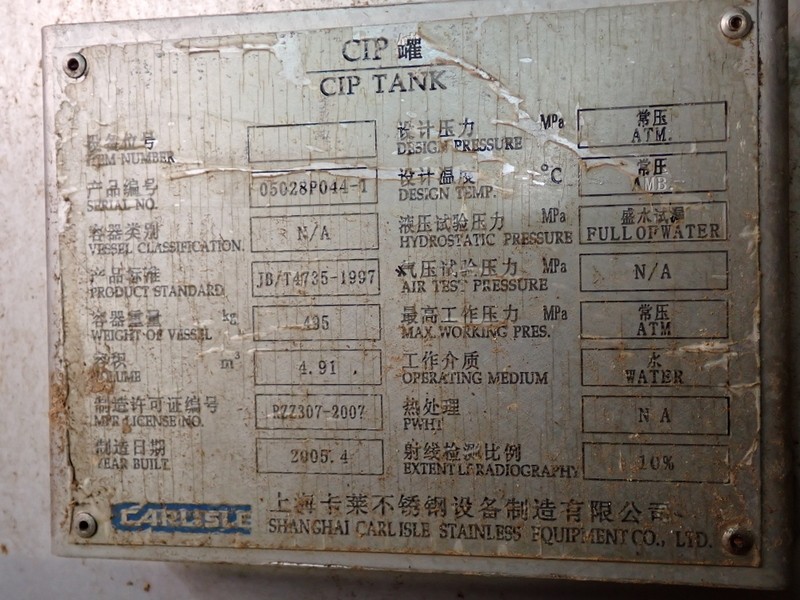 CIP 罐
CIP TANK
设备位号
ITEM NUMBER
产品编号
SERIAL NO.
05028P044-1
容器类别
VESSEL CLASSIFICATION.
N/A
产品标准
PRODUCT STANDARD
JB/T4735-1997
容器重量 kg
WEIGHT OF VESSEL
495
容积 m³
VOLUME
4.91
制造许可证编号
MFR LICENSE NO.
RZZ307-2007
制造日期
YEAR BUILT
2005.4
设计压力 MPa
DESIGN PRESSURE
常压
ATM.
设计温度 °C
DESIGN TEMP.
常压
AMB.
液压试验压力 MPa
HYDROSTATIC PRESSURE
盛水试漏
FULL OF WATER
气压试验压力 MPa
AIR TEST PRESSURE
N/A
最高工作压力 MPa
MAX. WORKING PRES.
常压
ATM
工作介质
OPERATING MEDIUM
水
WATER
热处理
PWHT
N A
射线检测比例
EXTENT OF RADIOGRAPHY
10%
CARLISLE
上海卡莱不锈钢设备制造有限公司
SHANGHAI CARLISLE STAINLESS EQUIPMENT CO., LTD.